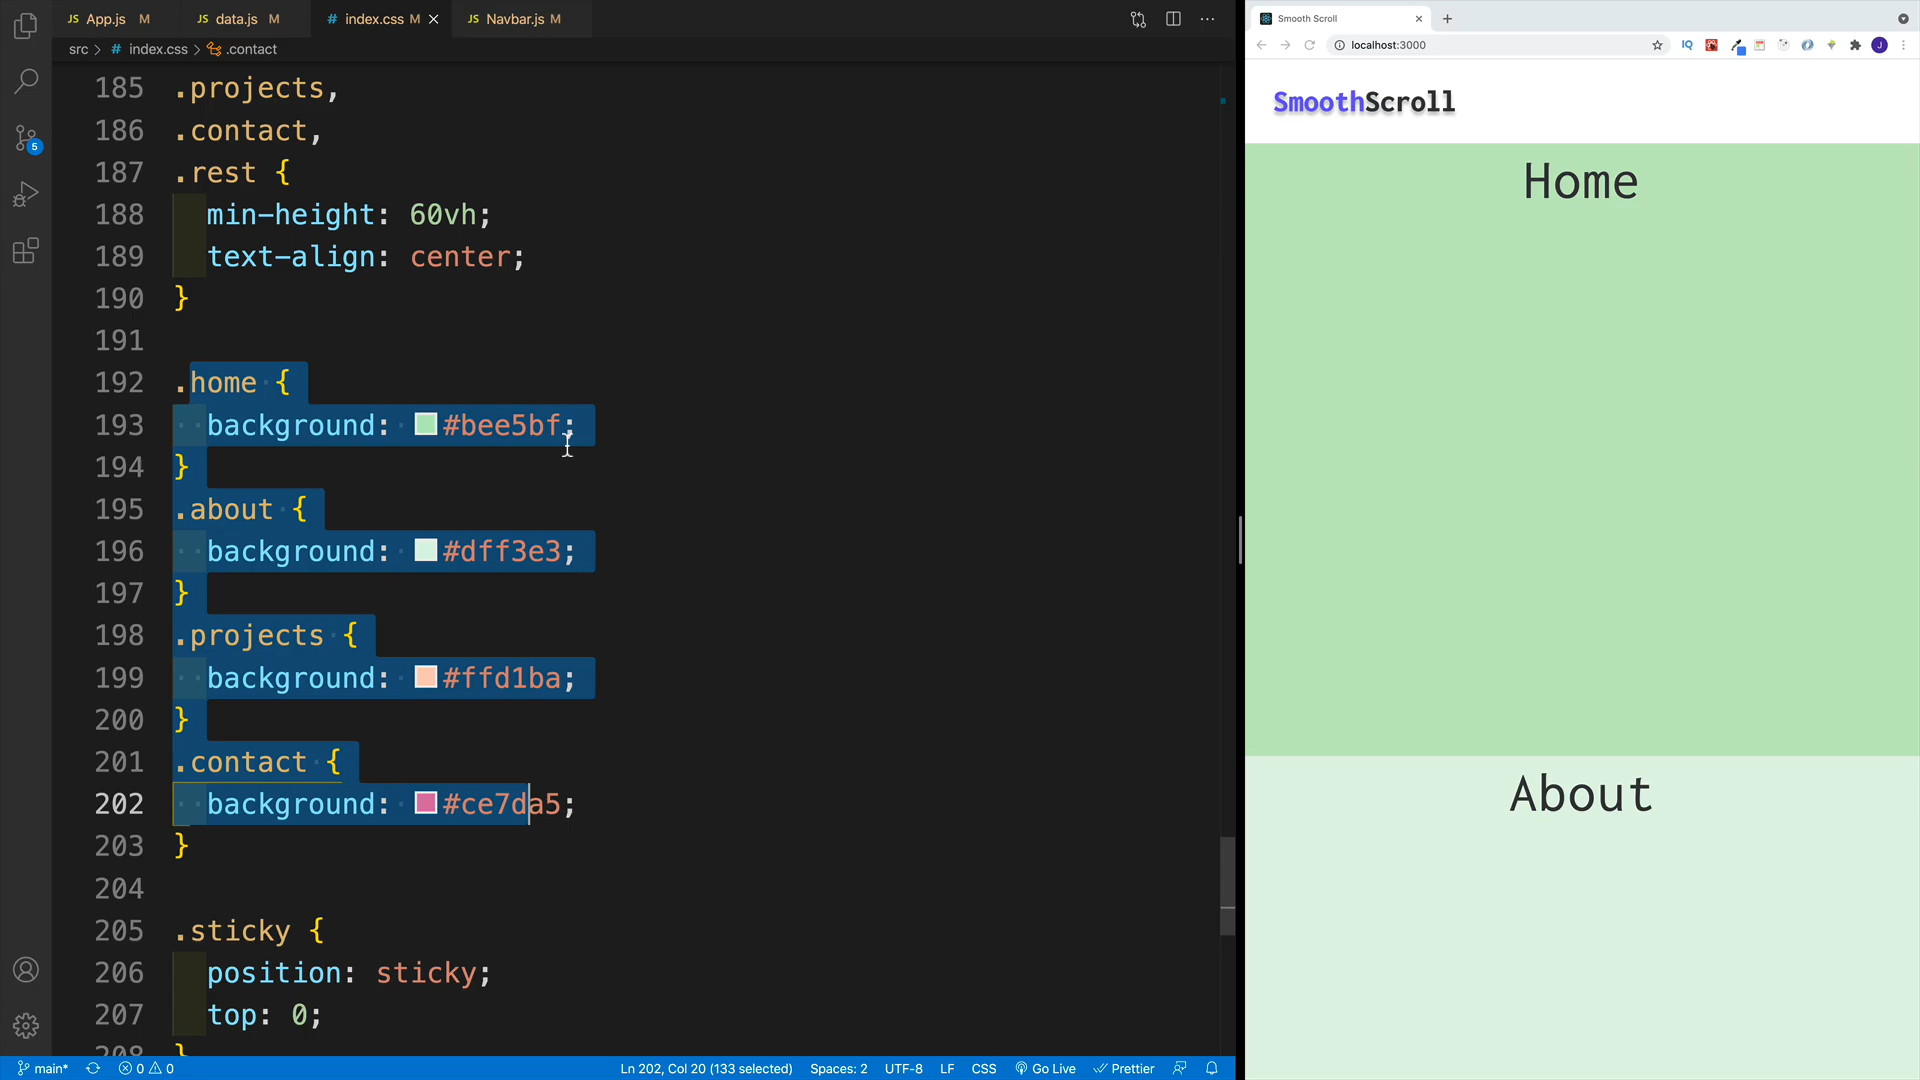 JS App.js M
JS data.js M
# index.css M
JS Navbar.js M
src > # index.css > .contact
185 .projects,
186 .contact,
187 .rest {
188 min-height: 60vh;
189 text-align: center;
190 }
191
192 .home {
193 background: #bee5bf;
194 }
195 .about {
196 background: #dff3e3;
197 }
198 .projects {
199 background: #ffd1ba;
200 }
201 .contact {
202 background: #ce7da5;
203 }
204
205 .sticky {
206 position: sticky;
207 top: 0;
208 }
5
main* 0 0 Ln 202, Col 20 (133 selected) Spaces: 2 UTF-8 LF CSS Go Live Prettier
Smooth Scroll
localhost:3000
IQ
J
SmoothScroll
Home
About